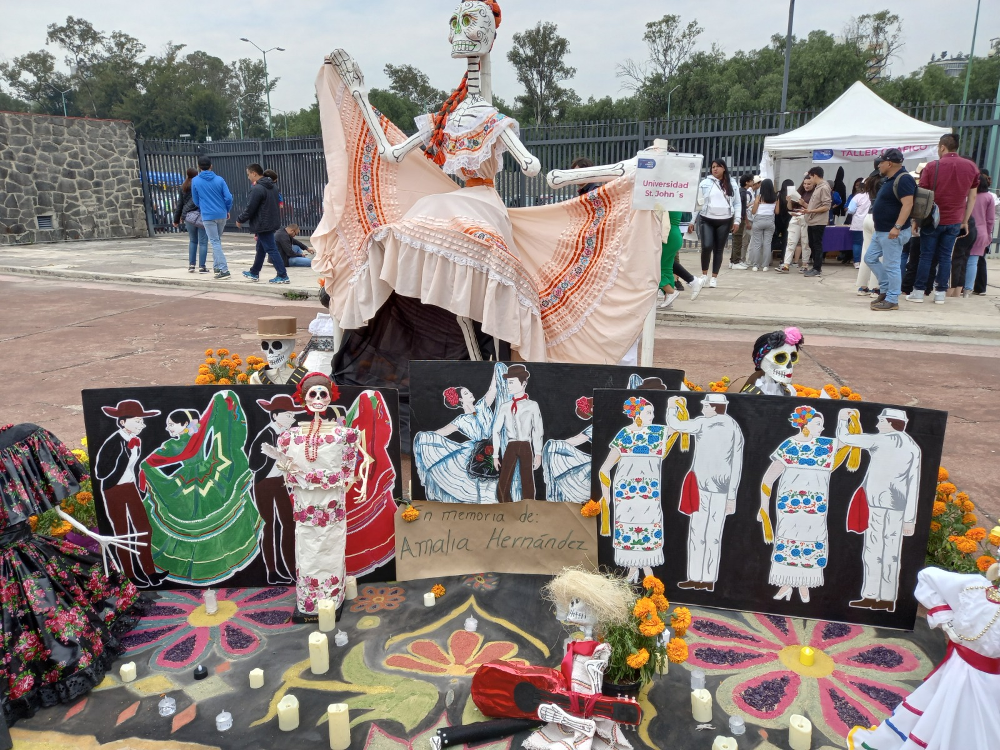 TALLER GRÁFICO
Universidad
St. John´s
En memoria de:
Amalia Hernández